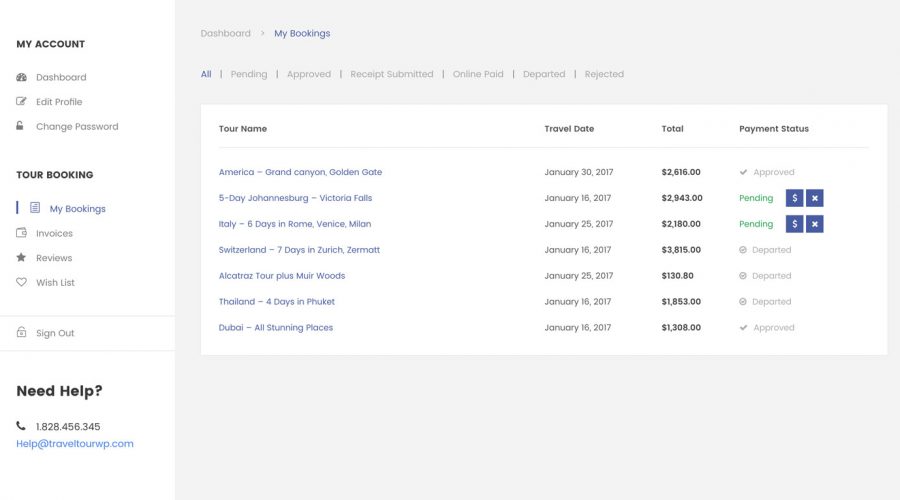 MY ACCOUNT
Dashboard
Edit Profile
Change Password
TOUR BOOKING
My Bookings
Invoices
Reviews
Wish List
Sign Out
Need Help?
1.828.456.345
Help@traveltourwp.com
Dashboard > My Bookings
All | Pending | Approved | Receipt Submitted | Online Paid | Departed | Rejected
Tour Name Travel Date Total Payment Status
America – Grand canyon, Golden Gate January 30, 2017 $2,616.00 Approved
5-Day Johannesburg – Victoria Falls January 16, 2017 $2,943.00 Pending $ ×
Italy – 6 Days in Rome, Venice, Milan January 25, 2017 $2,180.00 Pending $ ×
Switzerland – 7 Days in Zurich, Zermatt January 16, 2017 $3,815.00 Departed
Alcatraz Tour plus Muir Woods January 25, 2017 $130.80 Departed
Thailand – 4 Days in Phuket January 16, 2017 $1,853.00 Departed
Dubai – All Stunning Places January 16, 2017 $1,308.00 Approved